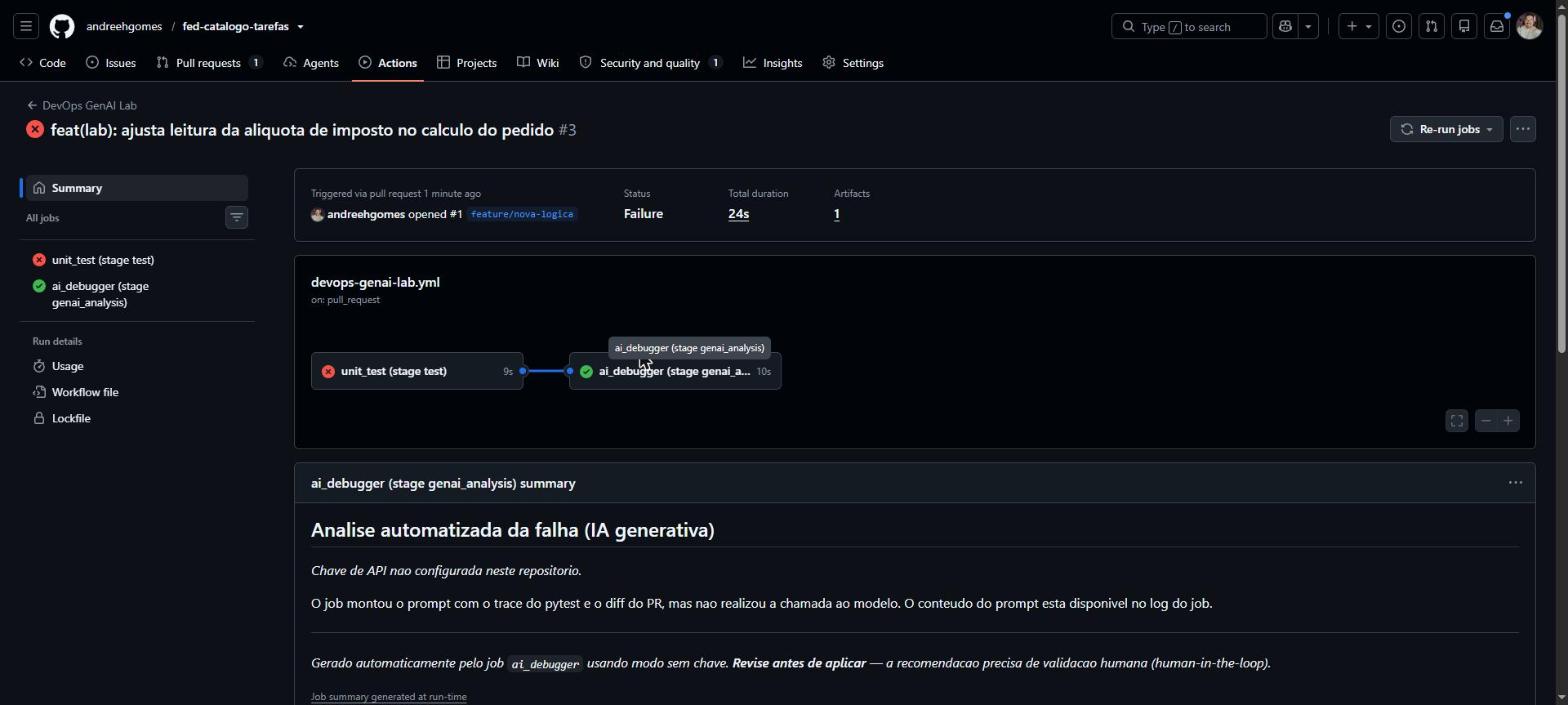 andreehgomes / fed-catalogo-tarefas
Type / to search
Code
Issues
Pull requests 1
Agents
Actions
Projects
Wiki
Security and quality 1
Insights
Settings
← DevOps GenAI Lab
feat(lab): ajusta leitura da aliquota de imposto no calculo do pedido #3
Re-run jobs
Summary
All jobs
unit_test (stage test)
ai_debugger (stage
genai_analysis)
Run details
Usage
Workflow file
Lockfile
Triggered via pull request 1 minute ago
andreehgomes opened #1 feature/nova-logica
Status
Failure
Total duration
24s
Artifacts
1
devops-genai-lab.yml
on: pull_request
ai_debugger (stage genai_analysis)
unit_test (stage test) 9s
ai_debugger (stage genai_a... 10s
ai_debugger (stage genai_analysis) summary
Analise automatizada da falha (IA generativa)
Chave de API nao configurada neste repositorio.
O job montou o prompt com o trace do pytest e o diff do PR, mas nao realizou a chamada ao modelo. O conteudo do prompt esta disponivel no log do job.
Gerado automaticamente pelo job ai_debugger usando modo sem chave. Revise antes de aplicar — a recomendacao precisa de validacao humana (human-in-the-loop).
Job summary generated at run-time